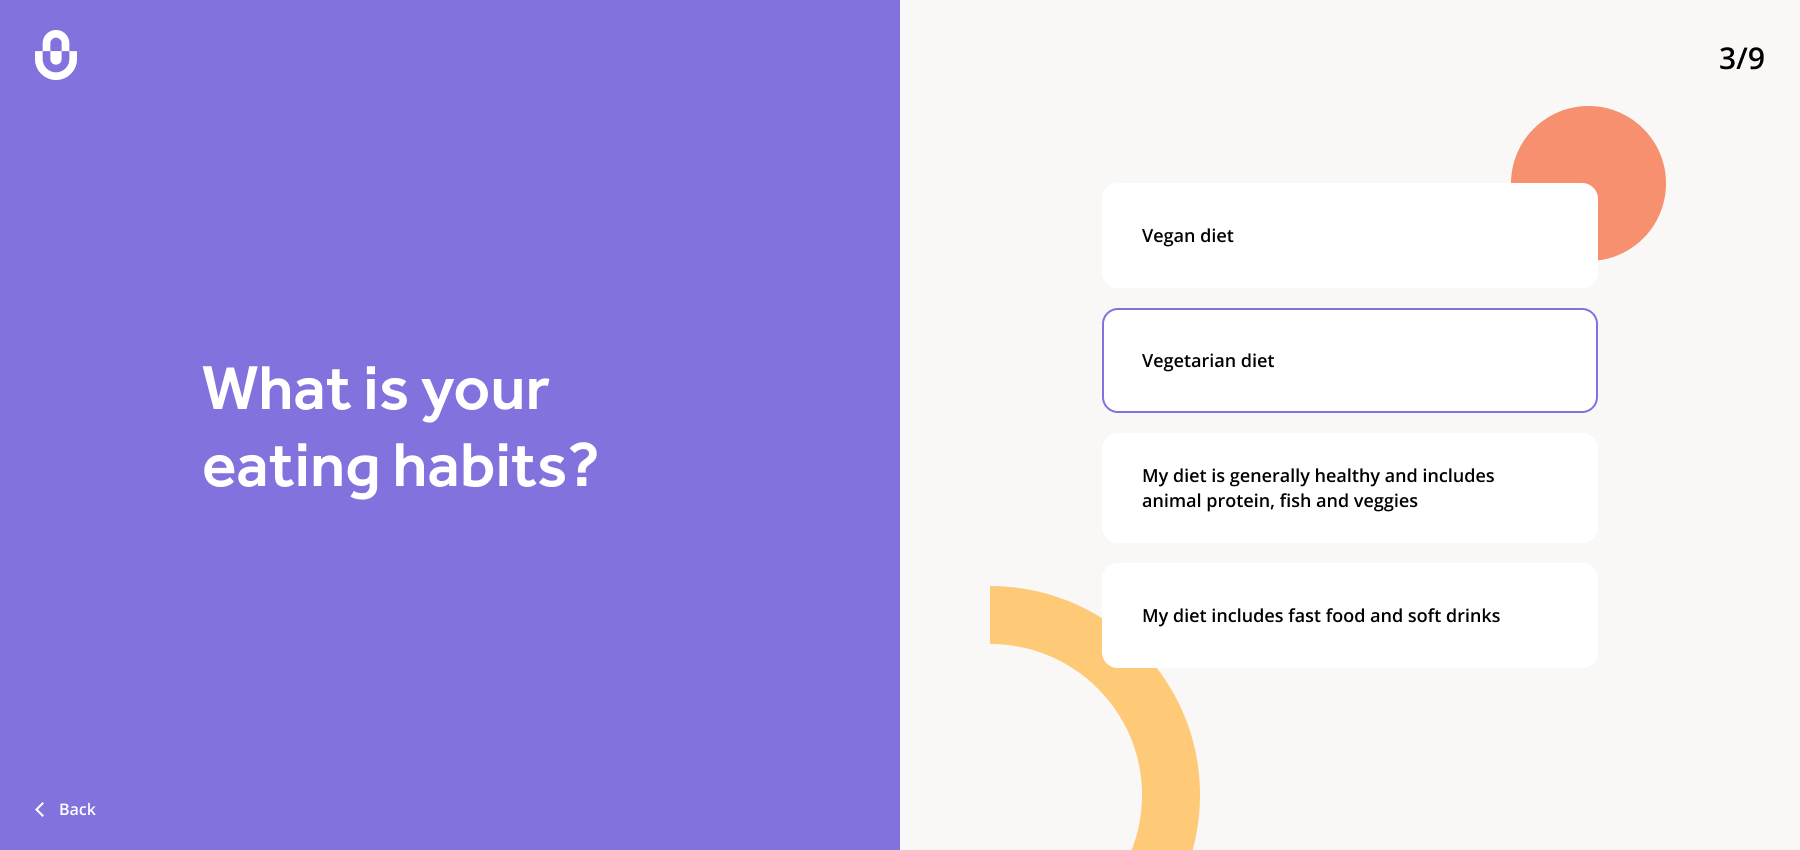 3/9
What is your
eating habits?
Vegan diet
Vegetarian diet
My diet is generally healthy and includes
animal protein, fish and veggies
My diet includes fast food and soft drinks
Back